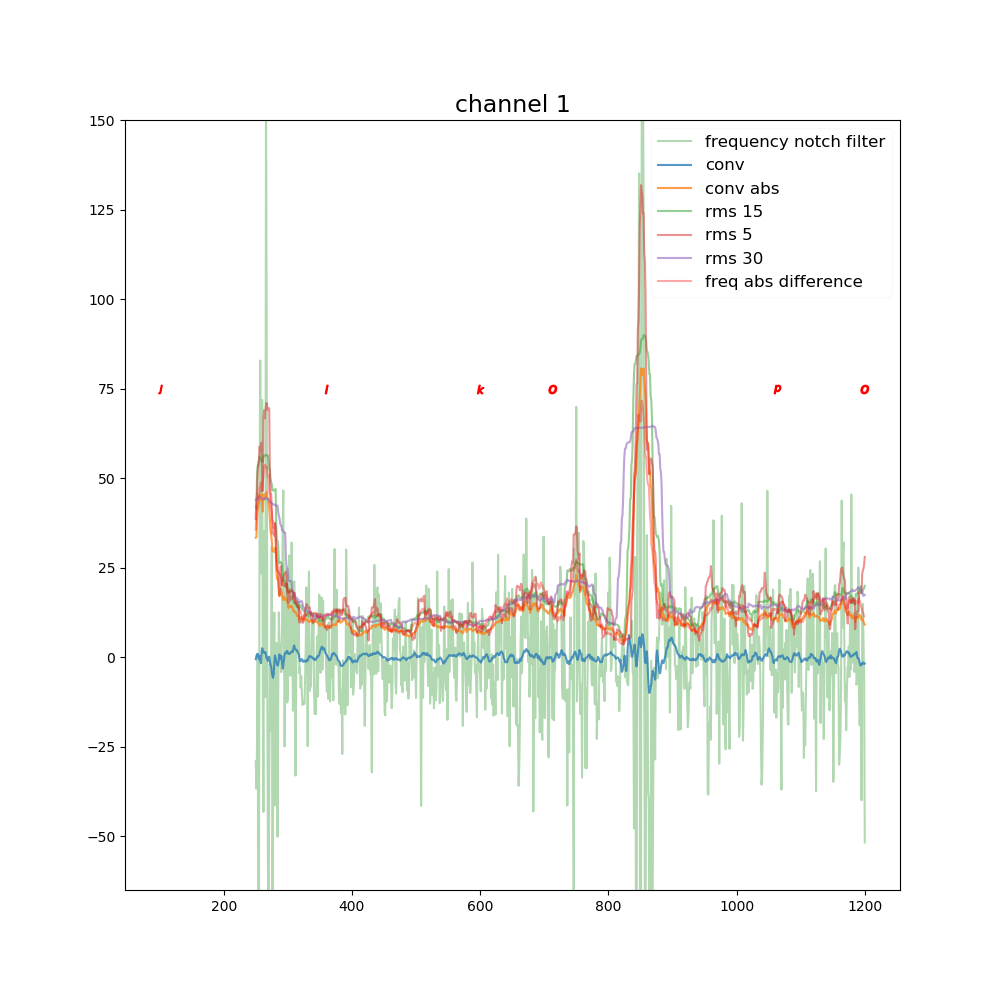 channel 1
150
frequency notch filter
conv
conv abs
125
rms 15
rms 5
rms 30
freq abs difference
100
75
J l k O P O
50
25
0
−25
−50
200 400 600 800 1000 1200